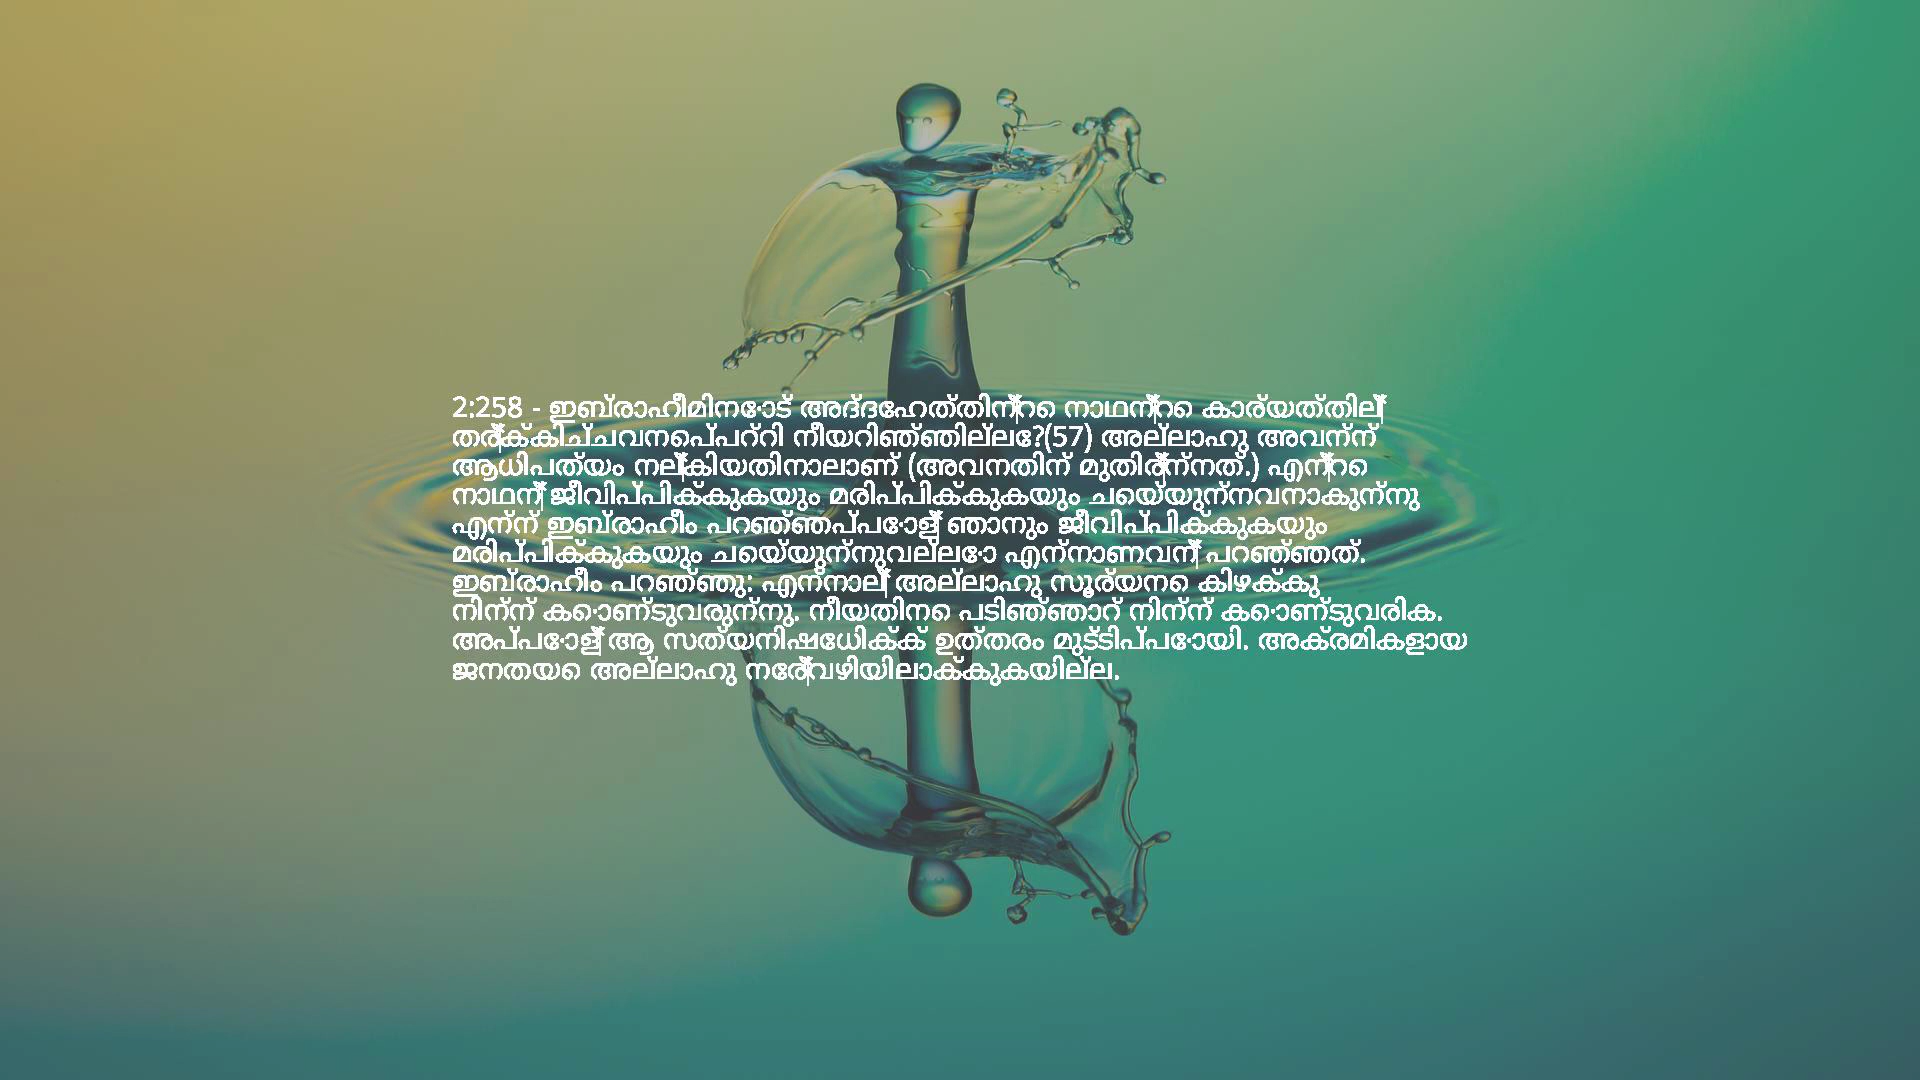 2:258 - ഇബ്രാഹീമിനോട് അദ്ദേഹത്തിന്‍റെ നാഥന്‍റെ കാര്യത്തില്‍
തര്‍ക്കിച്ചവനെപ്പറ്റി നീയറിഞ്ഞില്ലേ?(57) അല്ലാഹു അവന്ന്
ആധിപത്യം നല്‍കിയതിനാലാണ് (അവനതിന് മുതിര്‍ന്നത്.) എന്‍റെ
നാഥന്‍ ജീവിപ്പിക്കുകയും മരിപ്പിക്കുകയും ചെയ്യുന്നവനാകുന്നു
എന്ന് ഇബ്രാഹീം പറഞ്ഞപ്പോള്‍ ഞാനും ജീവിപ്പിക്കുകയും
മരിപ്പിക്കുകയും ചെയ്യുന്നുവല്ലോ എന്നാണവന്‍ പറഞ്ഞത്.
ഇബ്രാഹീം പറഞ്ഞു: എന്നാല്‍ അല്ലാഹു സൂര്യനെ കിഴക്കു
നിന്ന് കൊണ്ടുവരുന്നു. നീയതിനെ പടിഞ്ഞാറ് നിന്ന് കൊണ്ടുവരിക.
അപ്പോള്‍ ആ സത്യനിഷേധിക്ക് ഉത്തരം മുട്ടിപ്പോയി. അക്രമികളായ
ജനതയെ അല്ലാഹു നേര്‍വഴിയിലാക്കുകയില്ല.